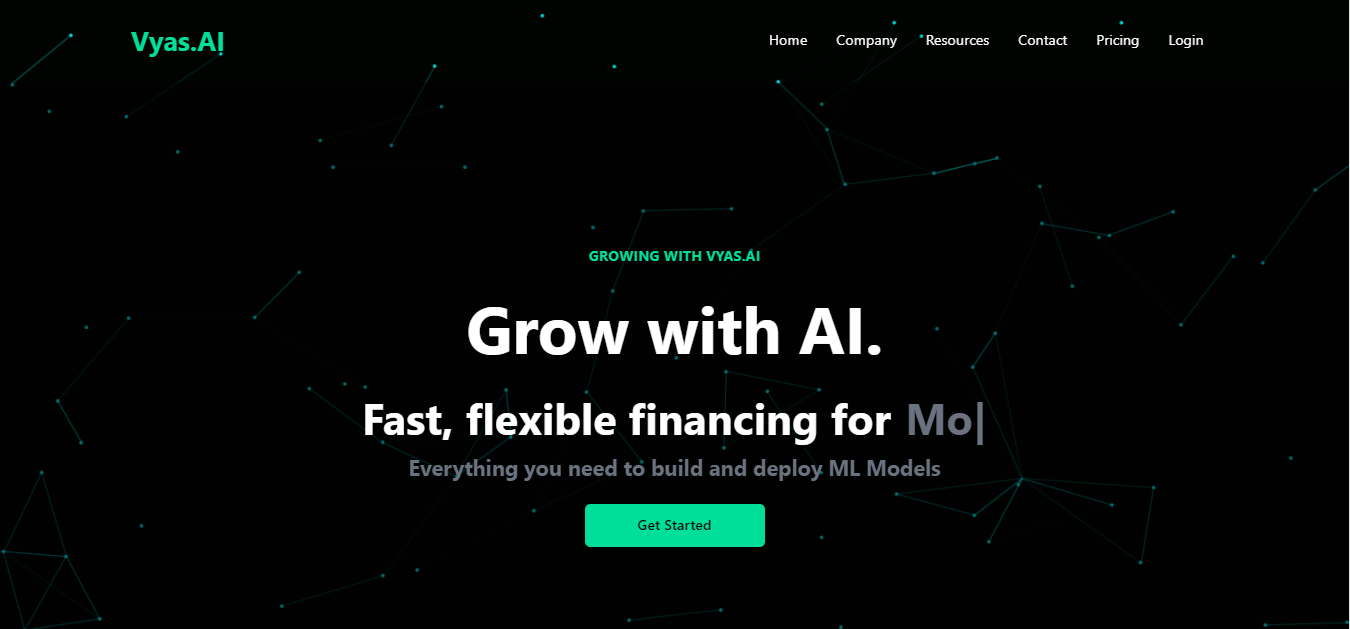 Vyas.AI
Home Company Resources Contact Pricing Login
GROWING WITH VYAS.AI
Grow with AI.
Fast, flexible financing for Mo|
Everything you need to build and deploy ML Models
Get Started